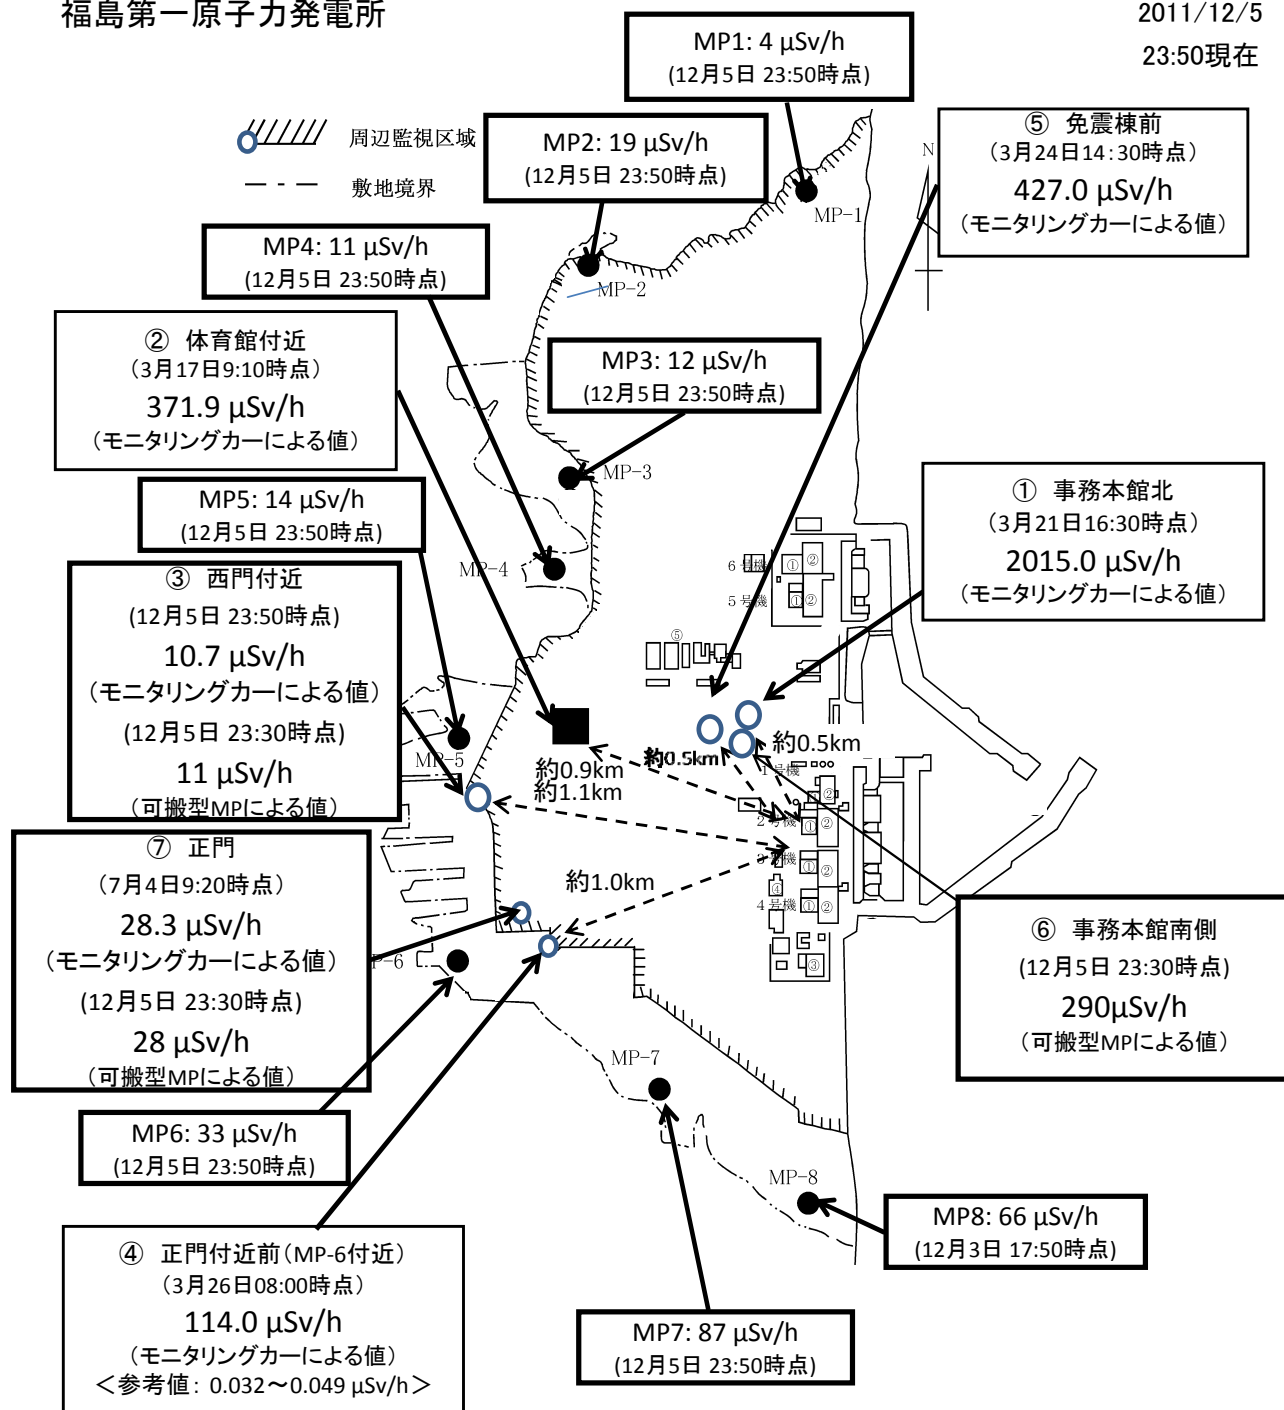 福島第一原子力発電所
2011/12/5
23:50現在
MP1: 4 μSv/h
(12月5日 23:50時点)
周辺監視区域
敷地境界
MP2: 19 μSv/h
(12月5日 23:50時点)
⑤ 免震棟前
(3月24日14:30時点)
427.0 μSv/h
(モニタリングカーによる値)
N
MP-1
MP4: 11 μSv/h
(12月5日 23:50時点)
MP-2
② 体育館付近
(3月17日9:10時点)
371.9 μSv/h
(モニタリングカーによる値)
MP3: 12 μSv/h
(12月5日 23:50時点)
MP-3
MP5: 14 μSv/h
(12月5日 23:50時点)
① 事務本館北
(3月21日16:30時点)
2015.0 μSv/h
(モニタリングカーによる値)
MP-4
③ 西門付近
(12月5日 23:50時点)
10.7 μSv/h
(モニタリングカーによる値)
(12月5日 23:30時点)
11 μSv/h
(可搬型MPによる値)
6号機
① ②
5号機
① ②
⑤
MP-5
約0.9km
約1.1km
約0.5km
約0.5km
1号機
②
2号機
① ②
3号機
① ②
④
4号機
① ②
③
⑦ 正門
(7月4日9:20時点)
28.3 μSv/h
(モニタリングカーによる値)
(12月5日 23:30時点)
28 μSv/h
(可搬型MPによる値)
約1.0km
P-6
⑥ 事務本館南側
(12月5日 23:30時点)
290μSv/h
(可搬型MPによる値)
MP-7
MP6: 33 μSv/h
(12月5日 23:50時点)
MP-8
MP8: 66 μSv/h
(12月3日 17:50時点)
④ 正門付近前(MP-6付近)
(3月26日08:00時点)
114.0 μSv/h
(モニタリングカーによる値)
<参考値: 0.032～0.049 μSv/h>
MP7: 87 μSv/h
(12月5日 23:50時点)